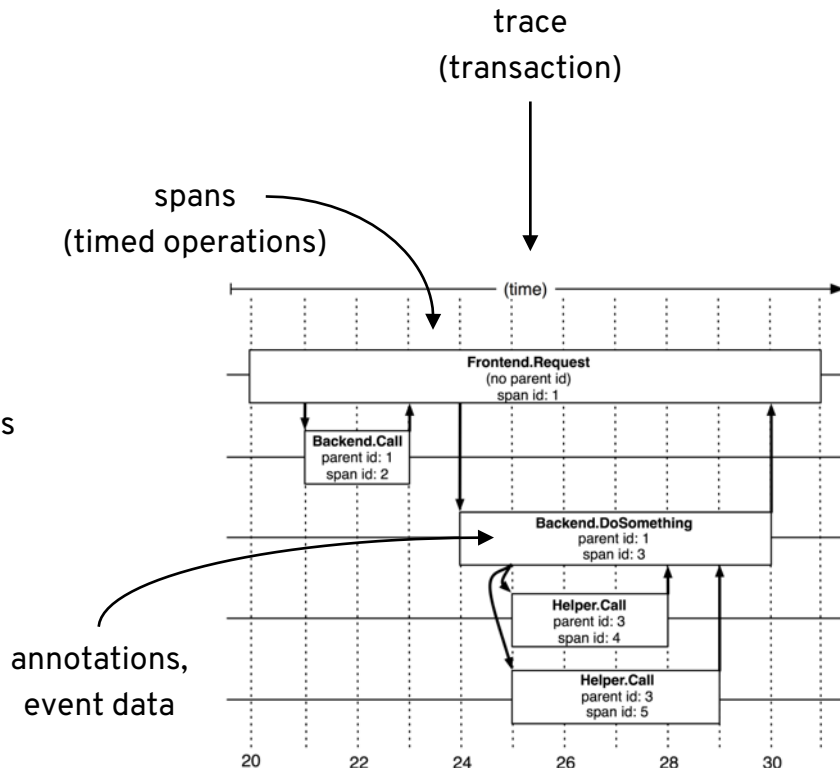 trace
(transaction)
spans
(timed operations)
(time)
Frontend.Request
(no parent id)
span id: 1
s
Backend.Call
parent id: 1
span id: 2
Backend.DoSomething
parent id: 1
span id: 3
Helper.Call
parent id: 3
span id: 4
annotations,
event data
Helper.Call
parent id: 3
span id: 5
20 22 24 26 28 30